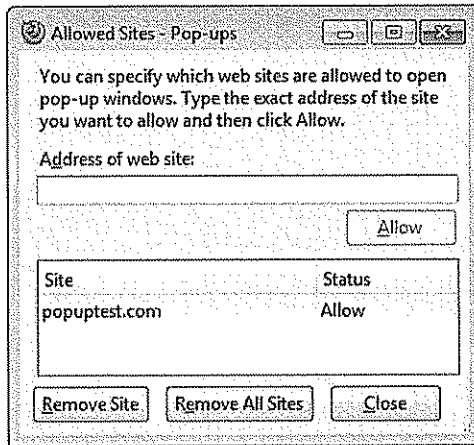 Allowed Sites - Pop-ups
You can specify which web sites are allowed to open
pop-up windows. Type the exact address of the site
you want to allow and then click Allow.
Address of web site:
Allow
Site Status
popuptest.com Allow
Remove Site Remove All Sites Close